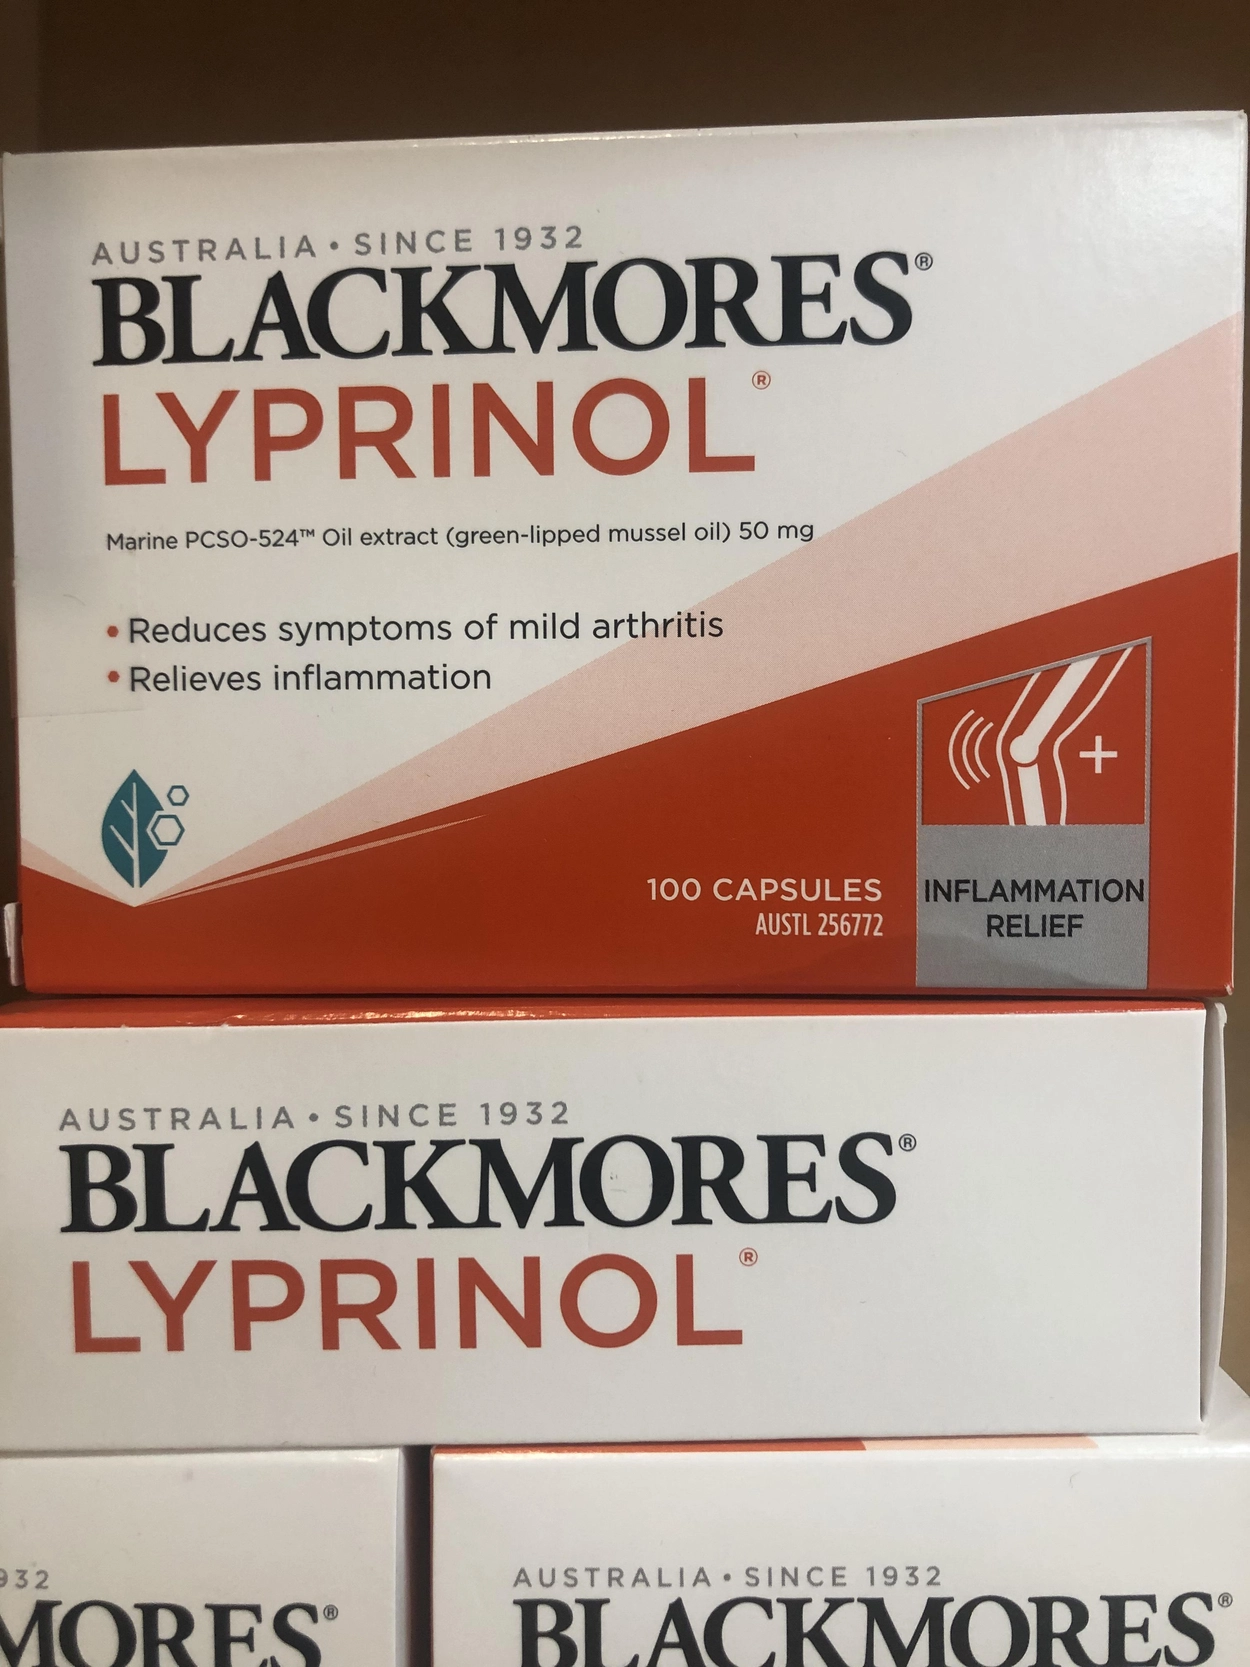 AUSTRALIA • SINCE 1932
BLACKMORES®
LYPRINOL®
Marine PCSO-524™ Oil extract (green-lipped mussel oil) 50 mg
• Reduces symptoms of mild arthritis
• Relieves inflammation
100 CAPSULES
AUSTL 256772
INFLAMMATION
RELIEF
AUSTRALIA • SINCE 1932
BLACKMORES®
LYPRINOL®
932
MORES®
AUSTRALIA • SINCE 1932
BLACKMORES®